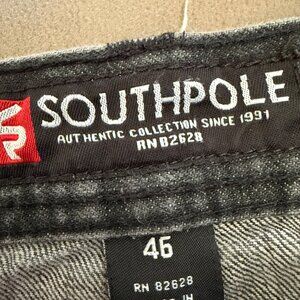 SOUTHPOLE
AUTHENTIC COLLECTION SINCE 1991
RN82628
46
RN 82628